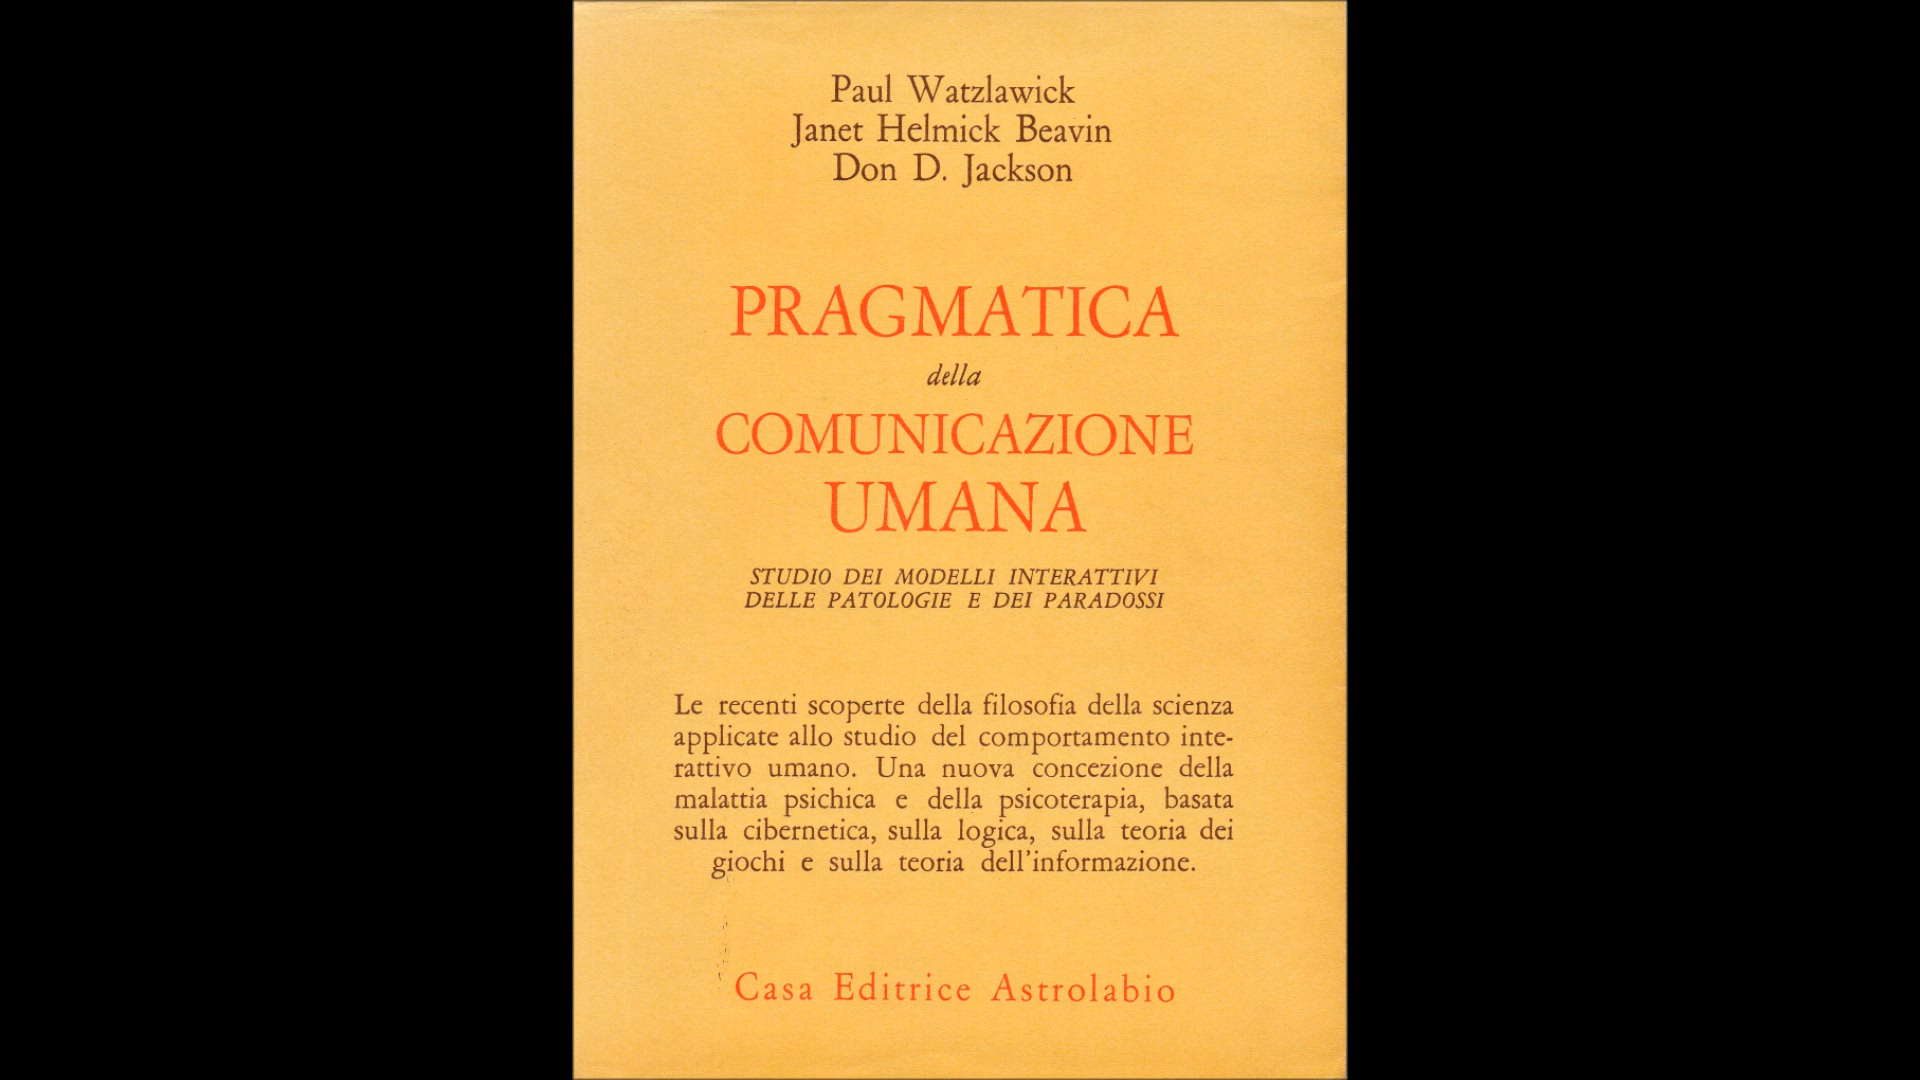 Paul Watzlawick
Janet Helmick Beavin
Don D. Jackson
PRAGMATICA
della
COMUNICAZIONE
UMANA
STUDIO DEI MODELLI INTERATTIVI
DELLE PATOLOGIE E DEI PARADOSSI
Le recenti scoperte della filosofia della scienza
applicate allo studio del comportamento inte-
rattivo umano. Una nuova concezione della
malattia psichica e della psicoterapia, basata
sulla cibernetica, sulla logica, sulla teoria dei
giochi e sulla teoria dell'informazione.
Casa Editrice Astrolabio